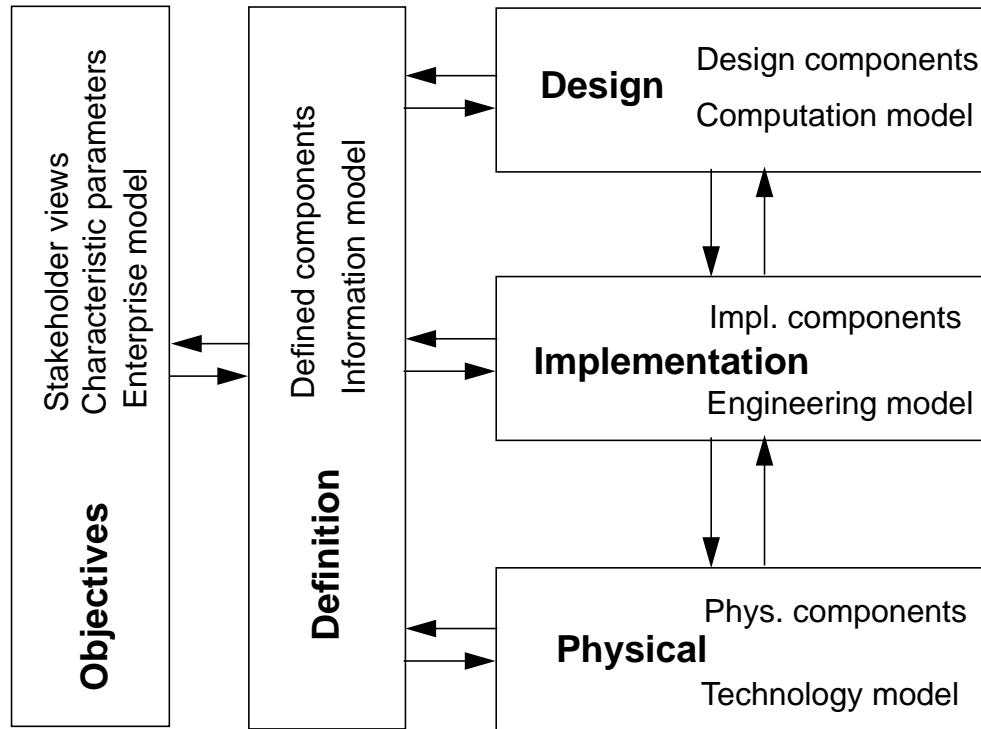 Objectives
Stakeholder views
Characteristic parameters
Enterprise model
Definition
Defined components
Information model
Design
Design components
Computation model
Implementation
Impl. components
Engineering model
Physical
Phys. components
Technology model